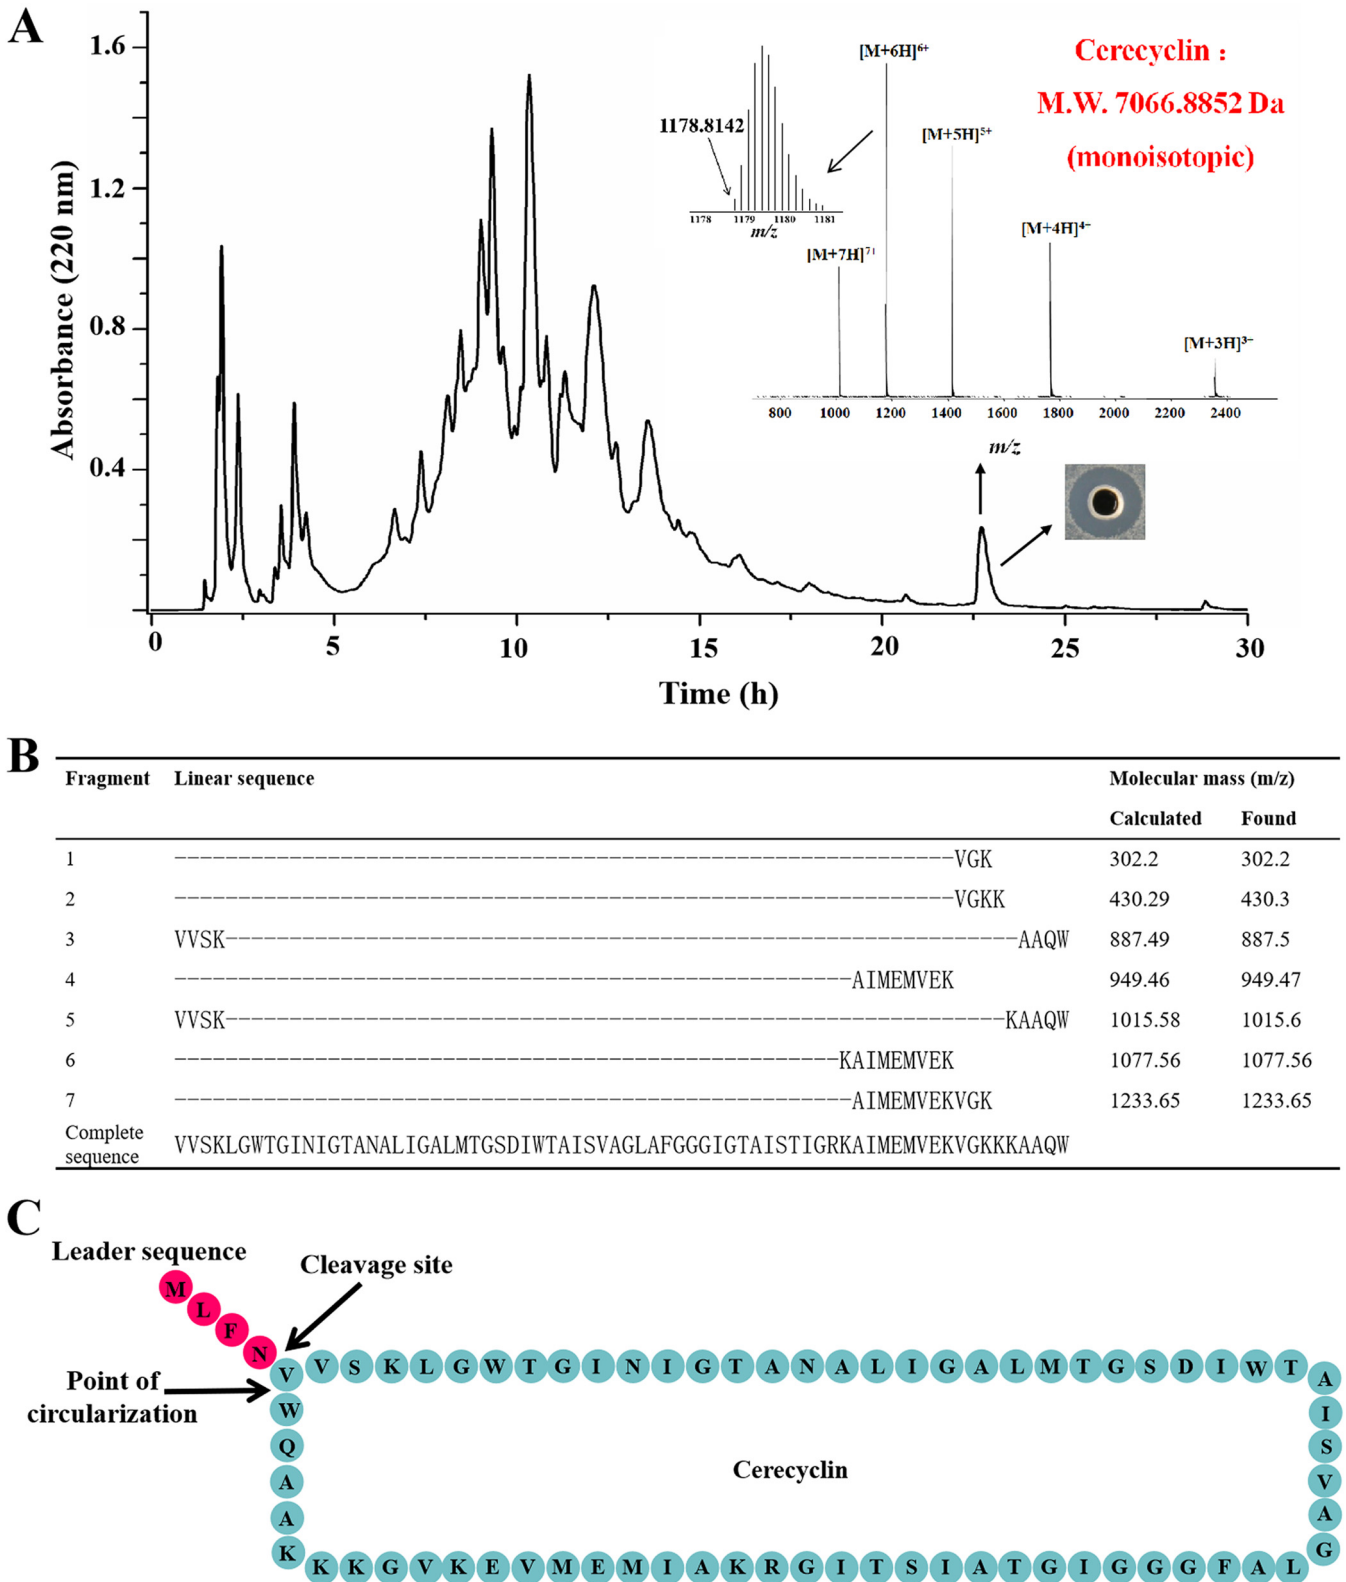 A
1.6
1.2
0.8
0.4
Absorbance (220 nm)
0 5 10 15 20 25 30
Time (h)
Cerecyclin :
M.W. 7066.8852 Da
(monoisotopic)
[M+6H]6+
[M+5H]5+
[M+4H]4+
[M+7H]7+
[M+3H]3+
1178.8142
1178 1179 1180 1181
m/z
800 1000 1200 1400 1600 1800 2000 2200 2400
m/z
B
Fragment Linear sequence Molecular mass (m/z)
Calculated Found
1 VGK 302.2 302.2
2 VGKK 430.29 430.3
3 VVSK AAQW 887.49 887.5
4 AIMEMVEK 949.46 949.47
5 VVSK KAAQW 1015.58 1015.6
6 KAIMEMVEK 1077.56 1077.56
7 AIMEMVEKVGK 1233.65 1233.65
Complete
sequence VVSKLGWTGINIGTANALIGALMTGSDIWTAISVAGLAFGGGIGTAISTIGRKAIMEMVEKVGKKKAAQW
C
Leader sequence
Cleavage site
M
L
F
N
Point of
circularization
V V S K L G W T G I N I G T A N A L I G A L M T G S D I W T
A
I
S
V
A
G
Cerecyclin
W
Q
A
A
K
K K G V K E V M E M I A K R G I T S I A T G I G G G F A L